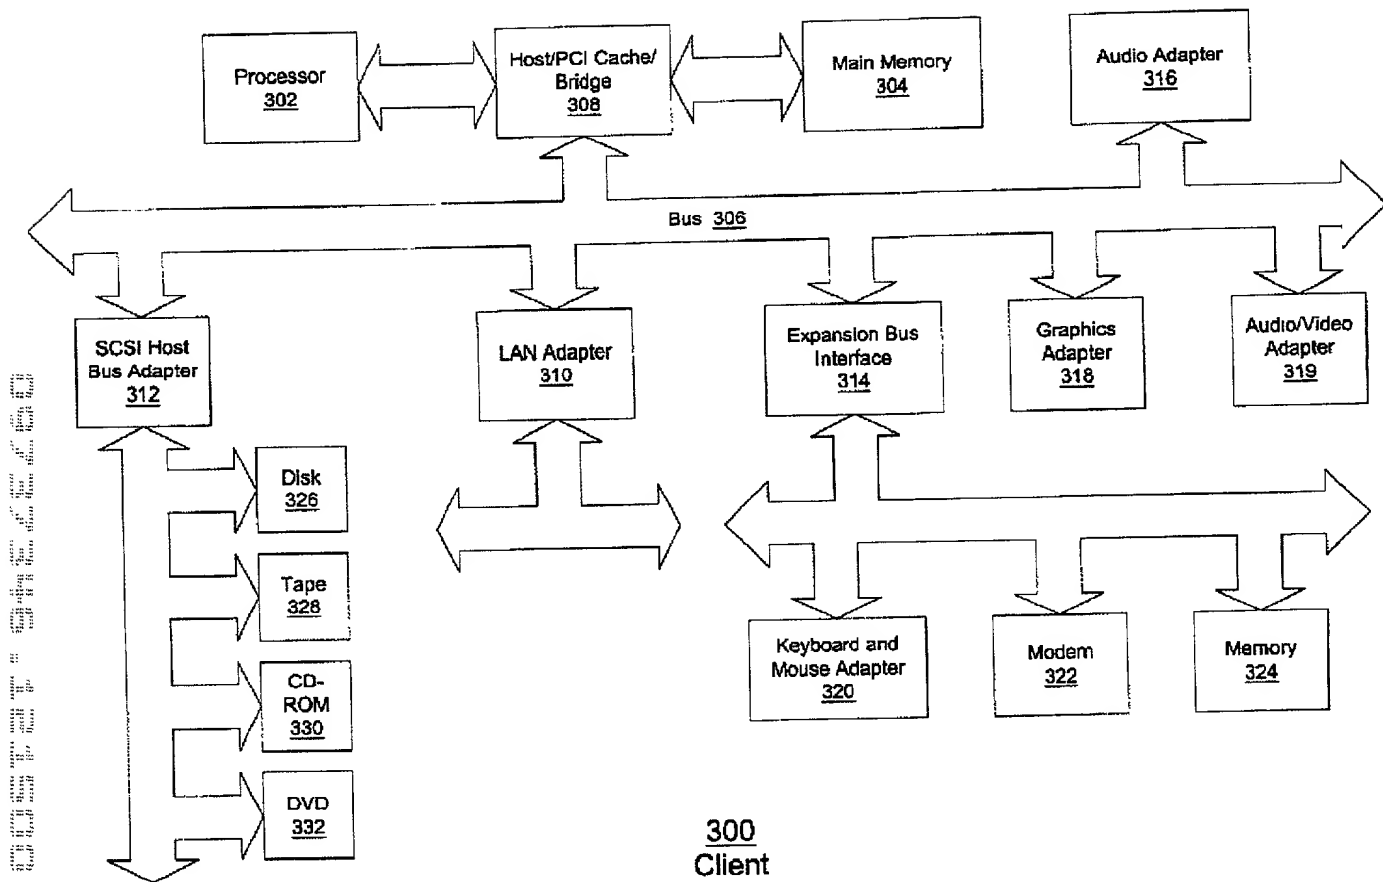 Processor
302
Host/PCI Cache/
Bridge
308
Main Memory
304
Audio Adapter
316
Bus 306
SCSI Host
Bus Adapter
312
LAN Adapter
310
Expansion Bus
Interface
314
Graphics
Adapter
318
Audio/Video
Adapter
319
Disk
326
Tape
328
CD-
ROM
330
DVD
332
Keyboard and
Mouse Adapter
320
Modem
322
Memory
324
300
Client